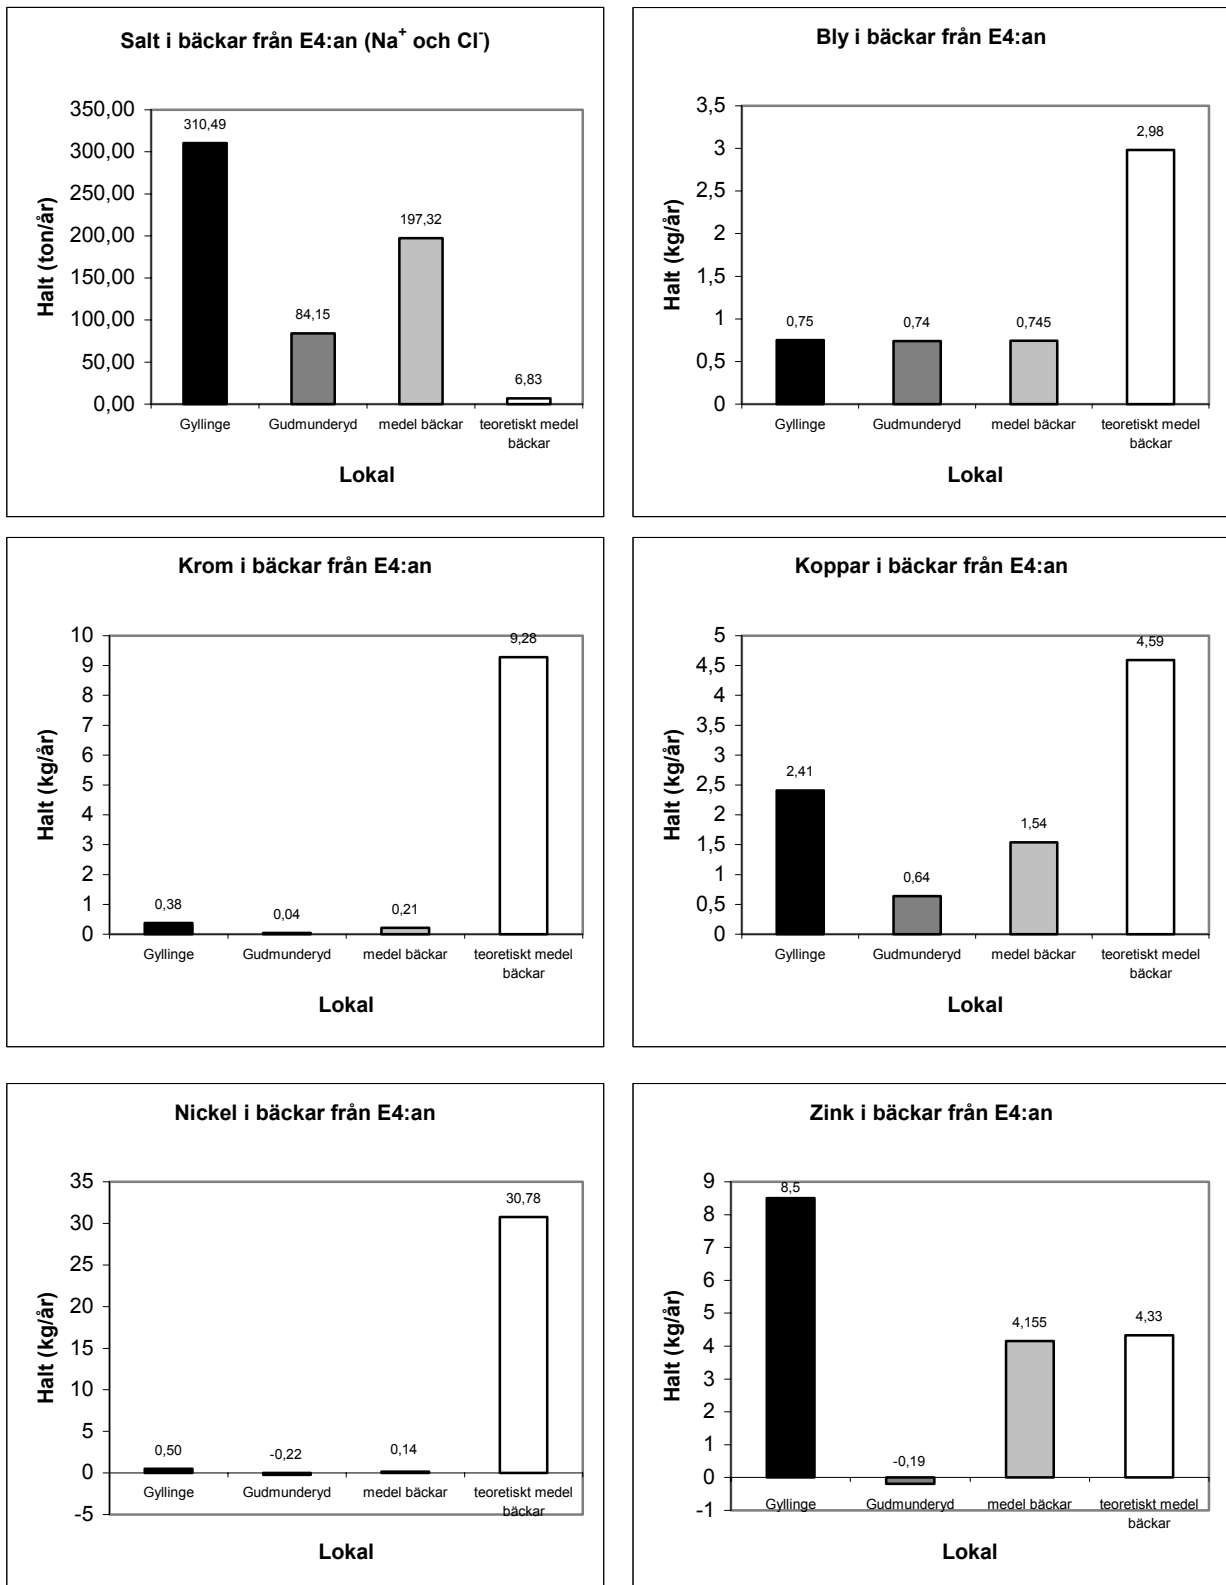 Salt i bäckar från E4:an (Na⁺ och Cl⁻)
350,00
300,00
250,00
200,00
150,00
100,00
50,00
0,00
Halt (ton/år)
310,49
84,15
197,32
6,83
Gyllinge
Gudmunderyd
medel bäckar
teoretiskt medel
bäckar
Lokal
Bly i bäckar från E4:an
3,5
3
2,5
2
1,5
1
0,5
0
Halt (kg/år)
0,75
0,74
0,745
2,98
Gyllinge
Gudmunderyd
medel bäckar
teoretiskt medel
bäckar
Lokal
Krom i bäckar från E4:an
10
9
8
7
6
5
4
3
2
1
0
Halt (kg/år)
0,38
0,04
0,21
9,28
Gyllinge
Gudmunderyd
medel bäckar
teoretiskt medel
bäckar
Lokal
Koppar i bäckar från E4:an
5
4,5
4
3,5
3
2,5
2
1,5
1
0,5
0
Halt (kg/år)
2,41
0,64
1,54
4,59
Gyllinge
Gudmunderyd
medel bäckar
teoretiskt medel
bäckar
Lokal
Nickel i bäckar från E4:an
35
30
25
20
15
10
5
0
-5
Halt (kg/år)
0,50
-0,22
0,14
30,78
Gyllinge
Gudmunderyd
medel bäckar
teoretiskt medel
bäckar
Lokal
Zink i bäckar från E4:an
9
8
7
6
5
4
3
2
1
0
-1
Halt (kg/år)
8,5
-0,19
4,155
4,33
Gyllinge
Gudmunderyd
medel bäckar
teoretiskt medel
bäckar
Lokal